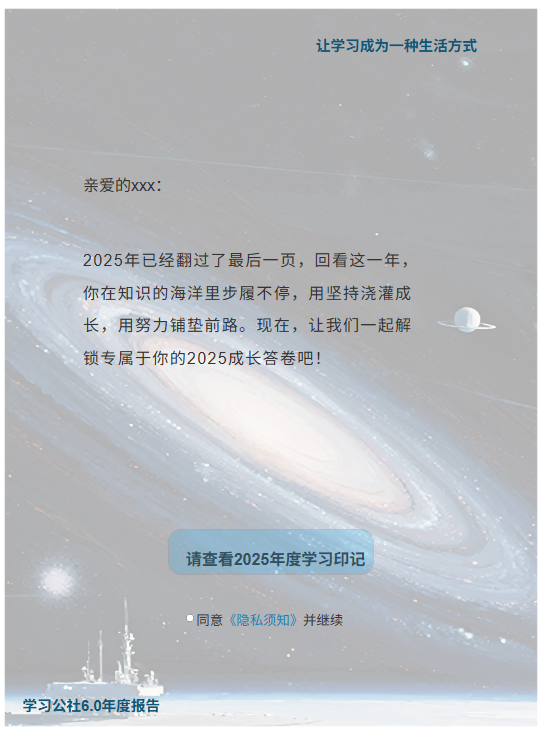 让学习成为一种生活方式
亲爱的xxx：
2025年已经翻过了最后一页，回看这一年，
你在知识的海洋里步履不停，用坚持浇灌成
长，用努力铺垫前路。现在，让我们一起解
锁专属于你的2025成长答卷吧！
请查看2025年度学习印记
同意《隐私须知》并继续
学习公社6.0年度报告